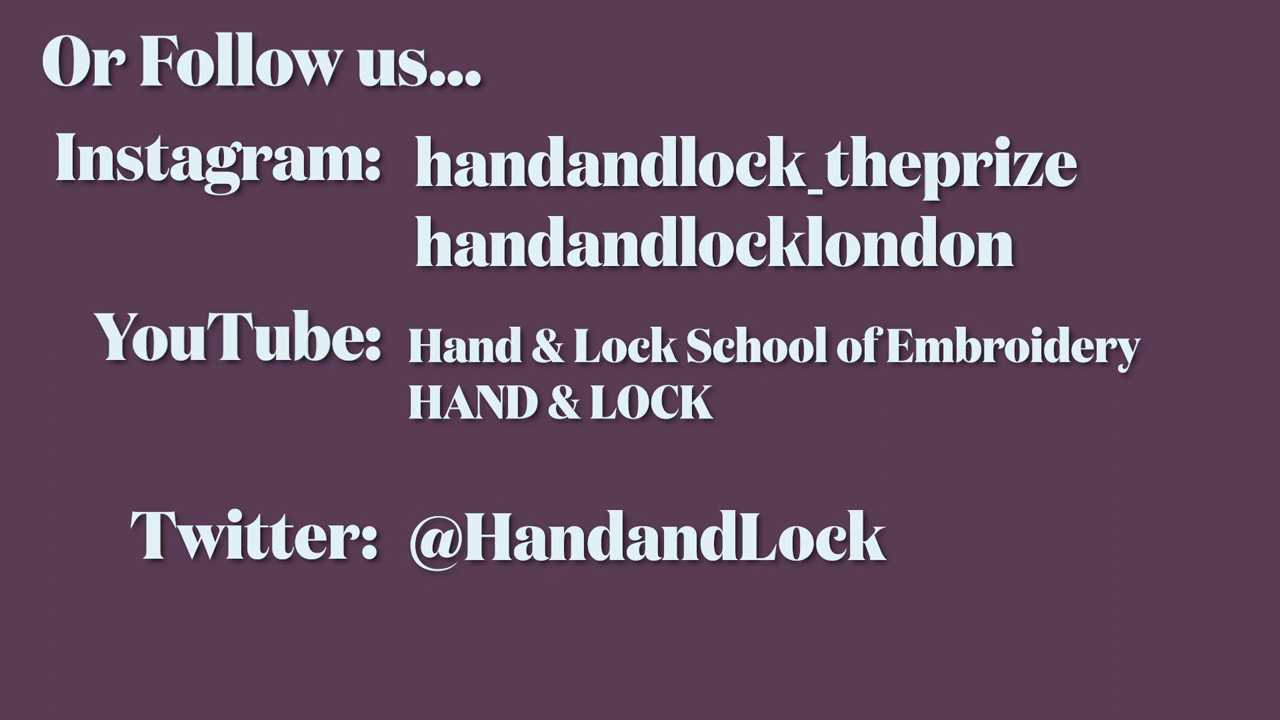 Or Follow us...
Instagram: handandlock_theprize
handandlocklondon
YouTube: Hand & Lock School of Embroidery
HAND & LOCK
Twitter: @HandandLock